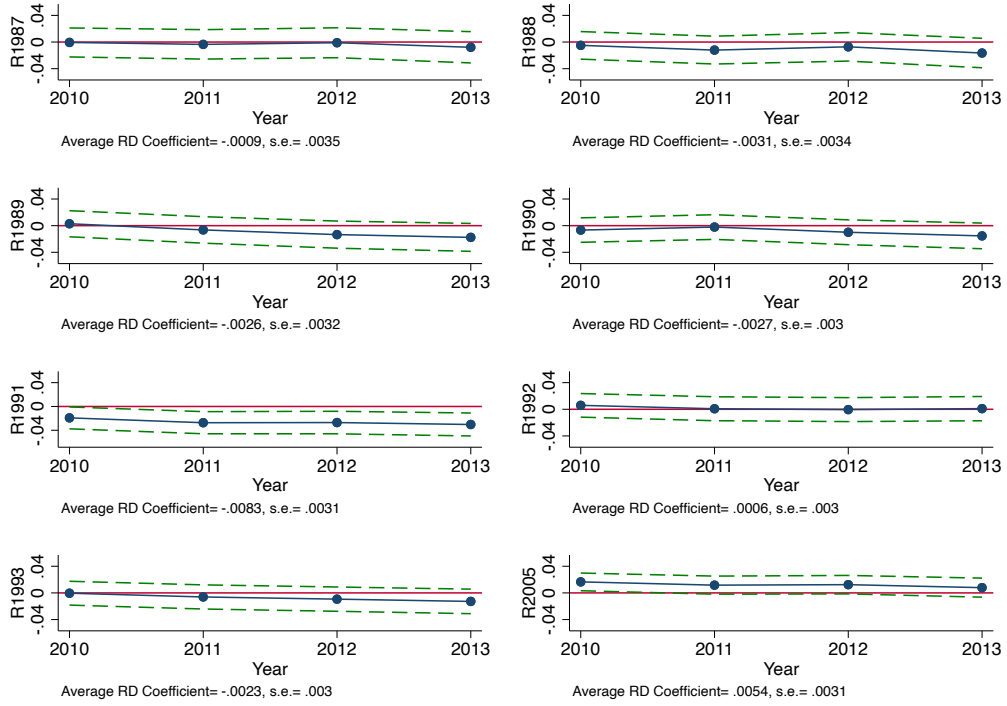 R1987
.04
0
-.04
2010 2011 2012 2013
Year
Average RD Coefficient= -.0009, s.e.= .0035
R1988
.04
0
-.04
2010 2011 2012 2013
Year
Average RD Coefficient= -.0031, s.e.= .0034
R1989
.04
0
-.04
2010 2011 2012 2013
Year
Average RD Coefficient= -.0026, s.e.= .0032
R1990
.04
0
-.04
2010 2011 2012 2013
Year
Average RD Coefficient= -.0027, s.e.= .003
R1991
.04
0
-.04
2010 2011 2012 2013
Year
Average RD Coefficient= -.0083, s.e.= .0031
R1992
.04
0
-.04
2010 2011 2012 2013
Year
Average RD Coefficient= .0006, s.e.= .003
R1993
.04
0
-.04
2010 2011 2012 2013
Year
Average RD Coefficient= -.0023, s.e.= .003
R2005
.04
0
-.04
2010 2011 2012 2013
Year
Average RD Coefficient= .0054, s.e.= .0031